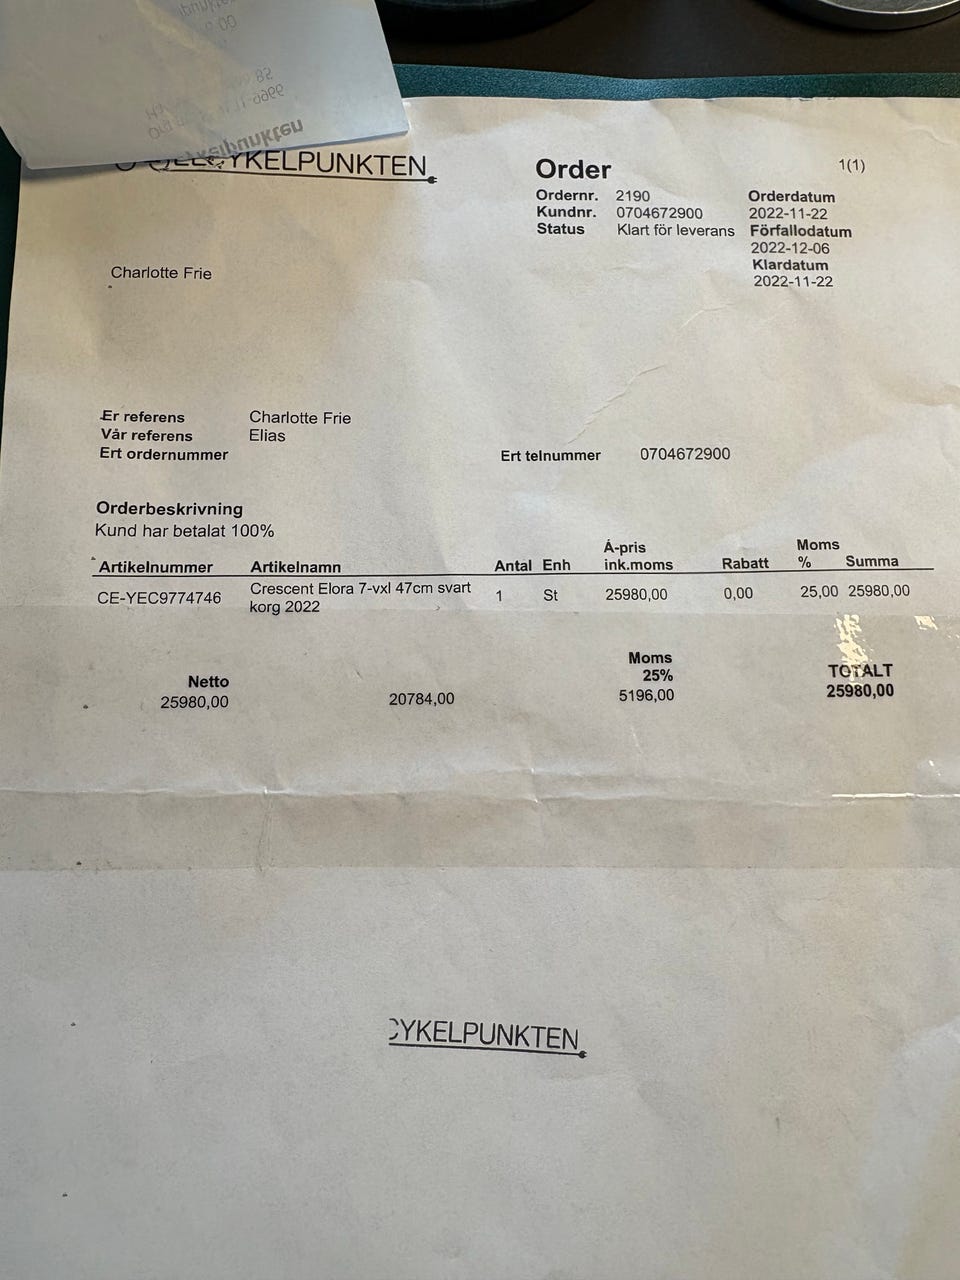 YKELPUNKTEN
Order
1(1)
Ordernr. 2190
Kundnr. 0704672900
Status Klart för leverans
Orderdatum
2022-11-22
Förfallodatum
2022-12-06
Klardatum
2022-11-22
Charlotte Frie
Er referens Charlotte Frie
Vår referens Elias
Ert ordernummer
Ert telnummer 0704672900
Orderbeskrivning
Kund har betalat 100%
Artikelnummer Artikelnamn Antal Enh Á-pris ink.moms Rabatt Moms % Summa
CE-YEC9774746 Crescent Elora 7-vxl 47cm svart 1 St 25980,00 0,00 25,00 25980,00
korg 2022
Netto Moms 25% TOTALT
25980,00 20784,00 5196,00 25980,00
CYKELPUNKTEN